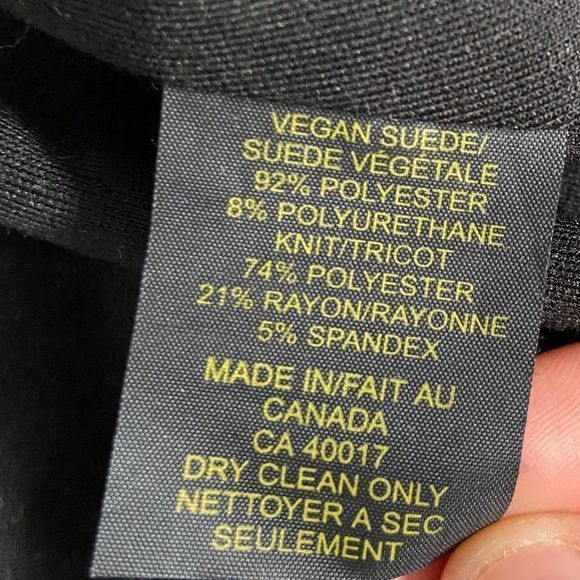 VEGAN SUEDE/
SUEDE VÉGÉTALE
92% POLYESTER
8% POLYURETHANE
KNIT/TRICOT
74% POLYESTER
21% RAYON/RAYONNE
5% SPANDEX
MADE IN/FAIT AU
CANADA
CA 40017
DRY CLEAN ONLY
NETTOYER A SEC
SEULEMENT